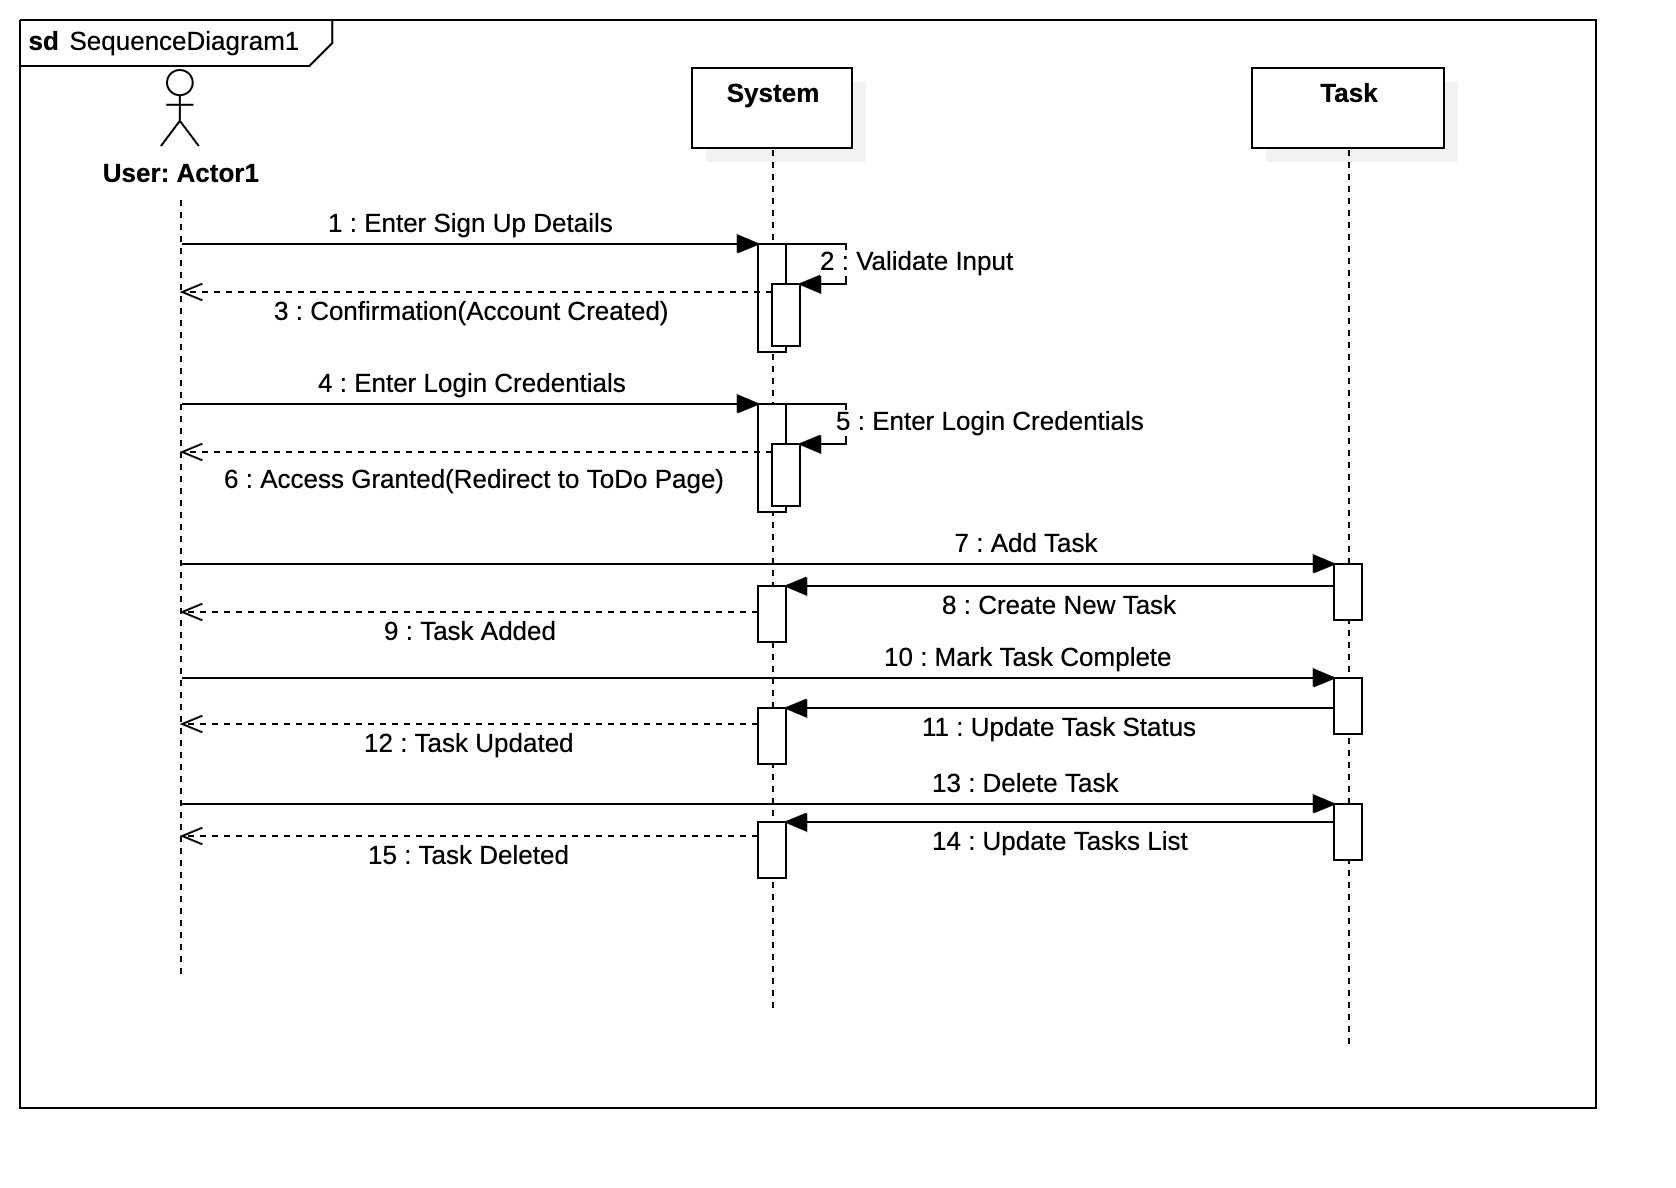 sd SequenceDiagram1
System
Task
User: Actor1
1 : Enter Sign Up Details
2 : Validate Input
3 : Confirmation(Account Created)
4 : Enter Login Credentials
5 : Enter Login Credentials
6 : Access Granted(Redirect to ToDo Page)
7 : Add Task
8 : Create New Task
9 : Task Added
10 : Mark Task Complete
11 : Update Task Status
12 : Task Updated
13 : Delete Task
14 : Update Tasks List
15 : Task Deleted